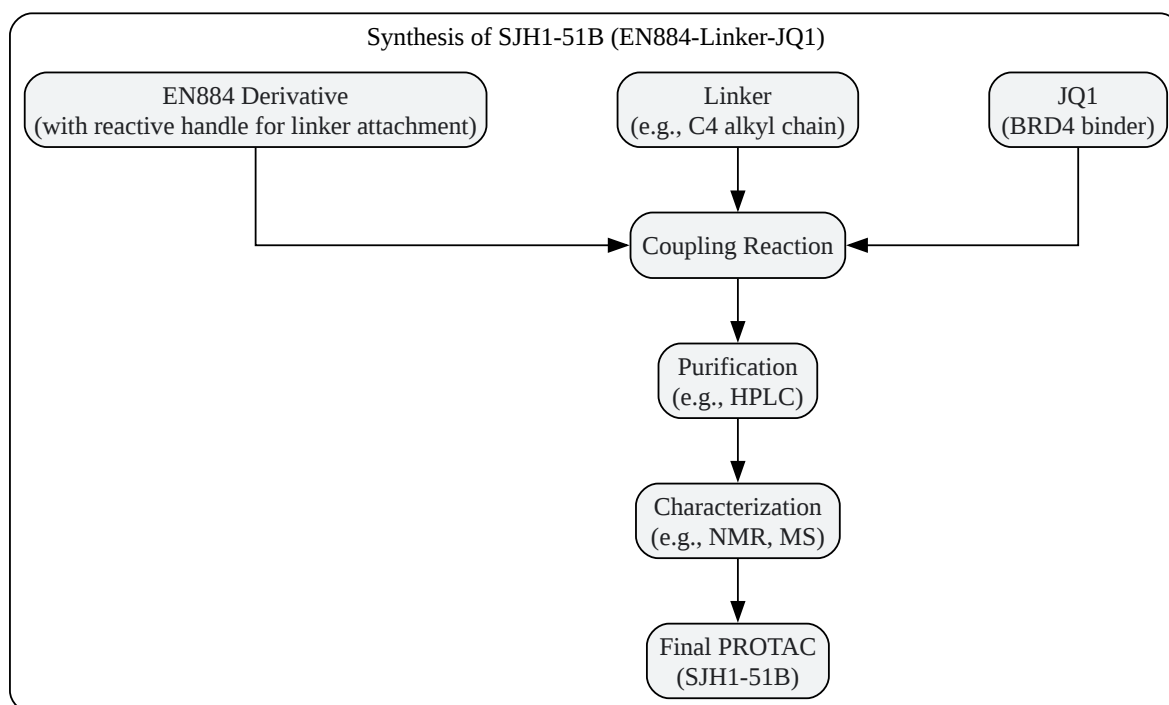 Synthesis of SJH1-51B (EN884-Linker-JQ1)
EN884 Derivative
(with reactive handle for linker attachment)
Linker
(e.g., C4 alkyl chain)
JQ1
(BRD4 binder)
Coupling Reaction
Purification
(e.g., HPLC)
Characterization
(e.g., NMR, MS)
Final PROTAC
(SJH1-51B)